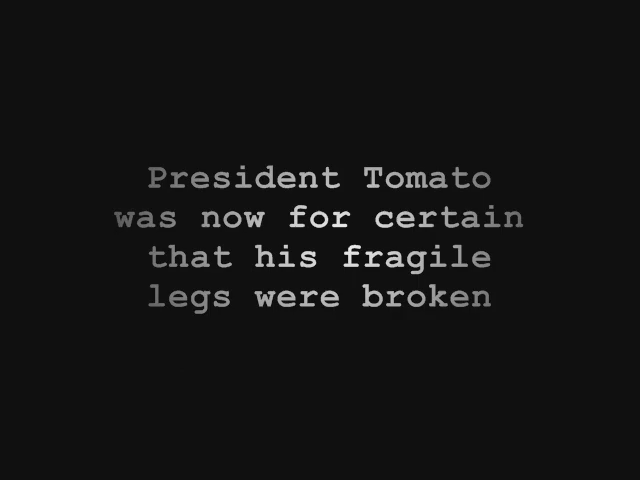 President Tomato
was now for certain
that his fragile
legs were broken